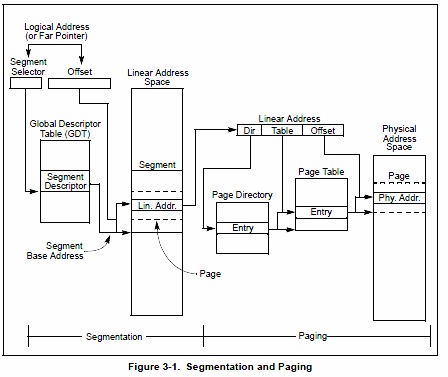 Logical Address
(or Far Pointer)
Segment
Selector
Offset
Linear Address
Space
Global Descriptor
Table (GDT)
Segment
Descriptor
Segment
Lin. Addr.
Segment
Base Address
Page
Linear Address
Dir
Table
Offset
Physical
Address
Space
Page Directory
Entry
Page Table
Entry
Page
Phy. Addr.
Segmentation
Paging
Figure 3-1. Segmentation and Paging